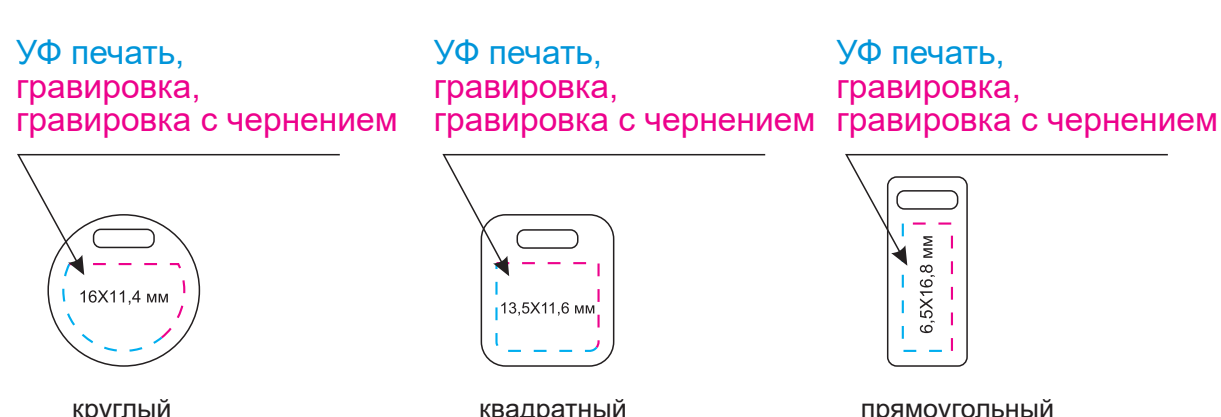 УФ печать,
гравировка,
гравировка с чернением
16X11,4 мм
круглый
УФ печать,
гравировка,
гравировка с чернением
13,5X11,6 мм
квадратный
УФ печать,
гравировка,
гравировка с чернением
6,5X16,8 мм
прямоугольный